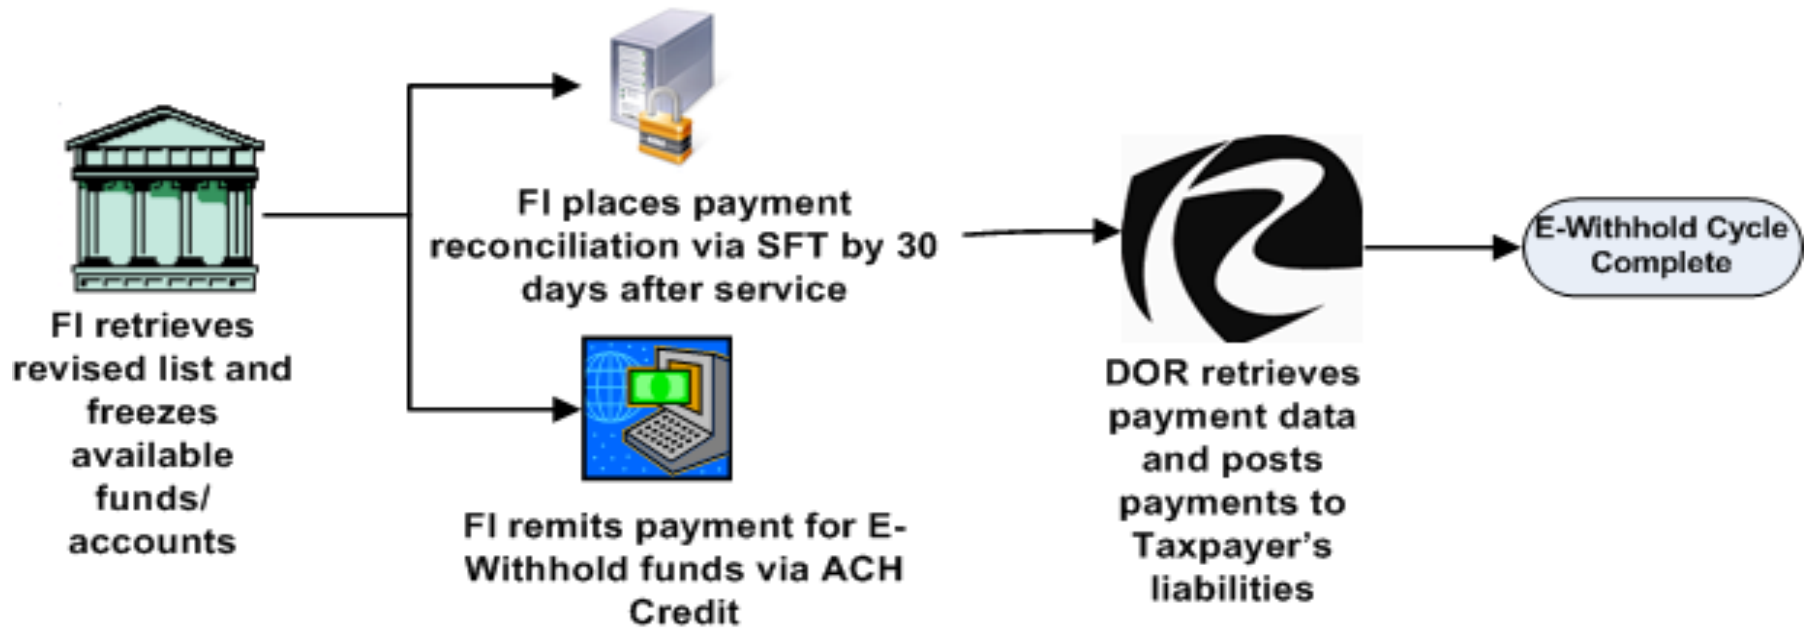 FI retrieves
revised list and
freezes
available
funds/
accounts
FI places payment
reconciliation via SFT by 30
days after service
FI remits payment for E-
Withhold funds via ACH
Credit
DOR retrieves
payment data
and posts
payments to
Taxpayer's
liabilities
E-Withhold Cycle
Complete